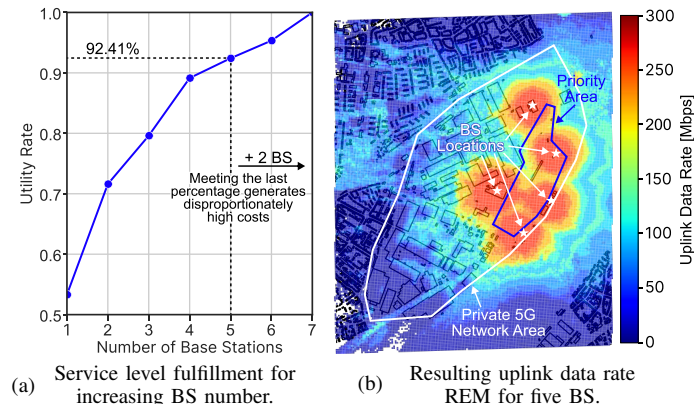 1.0
0.9
0.8
0.7
0.6
0.5
Utility Rate
92.41%
+ 2 BS
Meeting the last
percentage generates
disproportionately
high costs
1 2 3 4 5 6 7
Number of Base Stations
(a) Service level fulfillment for
increasing BS number.
Priority
Area
BS
Locations
Private 5G
Network Area
300
250
200
150
100
50
0
Uplink Data Rate [Mbps]
(b) Resulting uplink data rate
REM for five BS.